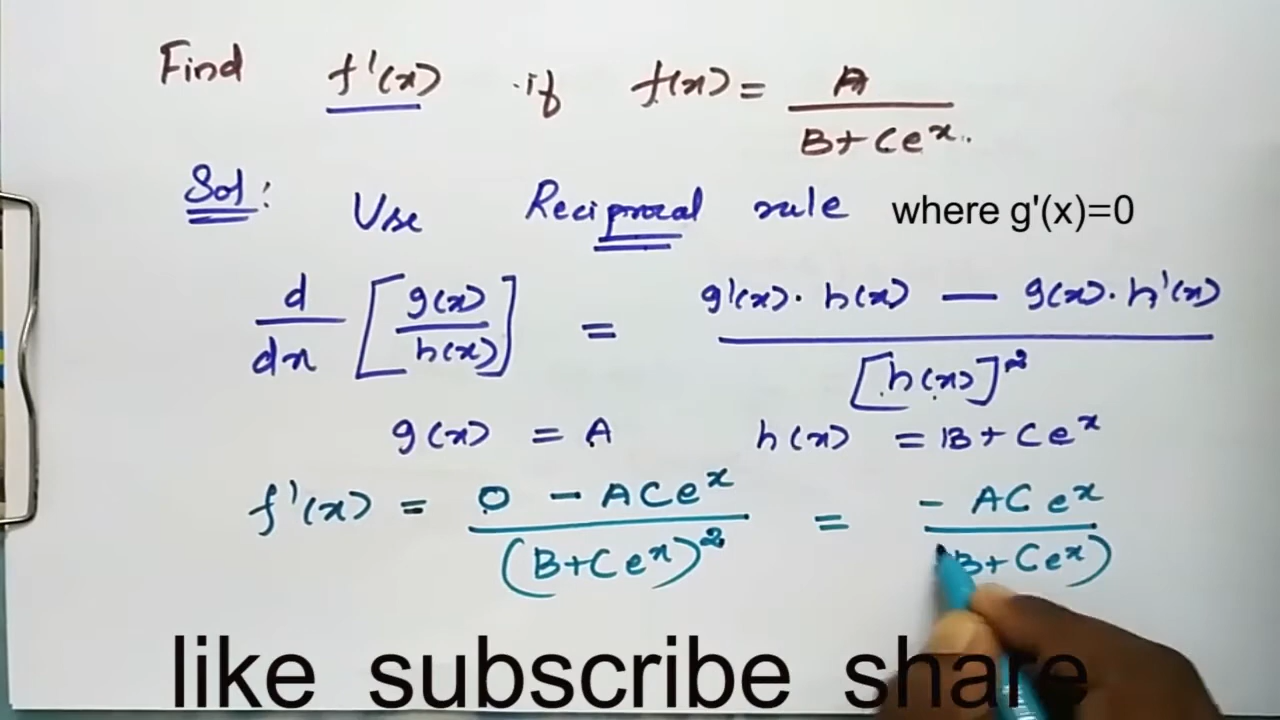 Find f'(x) if f(x) = A / B+Ce^x.
Sol: Use Reciprocal rule where g'(x)=0
d/dx [g(x)/h(x)] = g'(x)· h(x) — g(x)· h'(x) / [h(x)]^2
g(x) = A h(x) = B+Ce^x
f'(x) = 0 - ACe^x / (B+Ce^x)^2 = - ACe^x / B+Ce^x)
like subscribe share